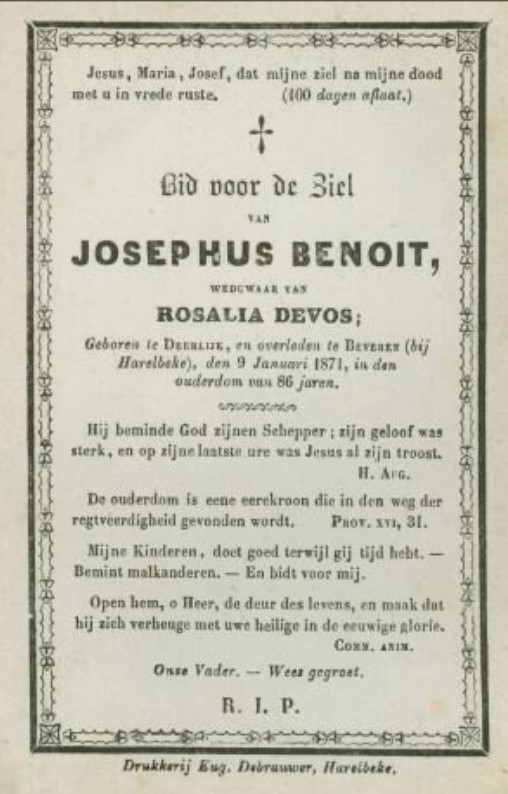 Jesus, Maria, Josef, dat mijne ziel na mijne dood
met u in vrede ruste. (100 dagen aflaat.)
Bid voor de Ziel
VAN
JOSEPHUS BENOIT,
WEDUWAAR VAN
ROSALIA DEVOS;
Geboren te DEERLIJK, en overleden te BEVEREN (bij
Harelbeke), den 9 Januari 1871, in den
ouderdom van 86 jaren.
Hij beminde God zijnen Schepper; zijn geloof was
sterk, en op zijne laatste ure was Jesus al zijn troost.
H. AUG.
De ouderdom is eene eerekroon die in den weg der
regtveerdigheid gevonden wordt. PROV. XVI, 31.
Mijne Kinderen, doet goed terwijl gij tijd hebt. —
Bemint malkanderen. — En bidt voor mij.
Open hem, o Heer, de deur des levens, en maak dat
hij zich verheuge met uwe heilige in de eeuwige glorie.
COMM. ANIM.
Onze Vader. — Wees gegroet.
R. I. P.
Drukkerij Eug. Debrauwer, Harelbeke.